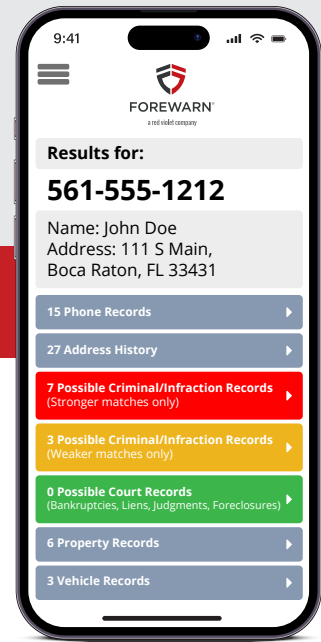 9:41
FOREWARN®
a red violet company
Results for:
561-555-1212
Name: John Doe
Address: 111 S Main,
Boca Raton, FL 33431
15 Phone Records
27 Address History
7 Possible Criminal/Infraction Records
(Stronger matches only)
3 Possible Criminal/Infraction Records
(Weaker matches only)
0 Possible Court Records
(Bankruptcies, Liens, Judgments, Foreclosures)
6 Property Records
3 Vehicle Records